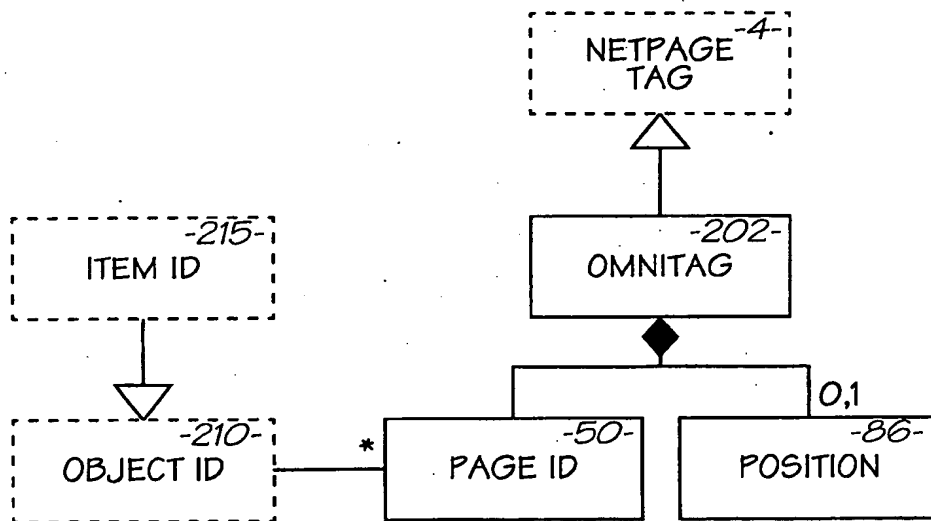 -4-
NETPAGE
TAG
-215-
ITEM ID
-202-
OMNITAG
0,1
-210-
OBJECT ID
*
-50-
PAGE ID
-86-
POSITION